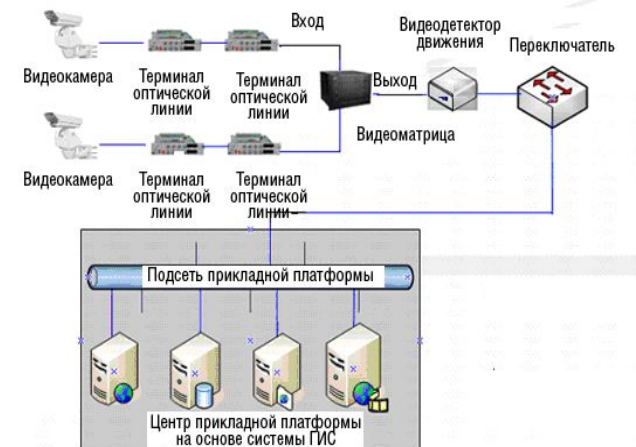 Вход
Видеодетектор
движения
Переключатель
Видеокамера
Терминал
оптической
линии
Терминал
оптической
линии
Выход
Видеоматрица
Видеокамера
Терминал
оптической
линии
Терминал
оптической
линии
Подсеть прикладной платформы
Центр прикладной платформы
на основе системы ГИС